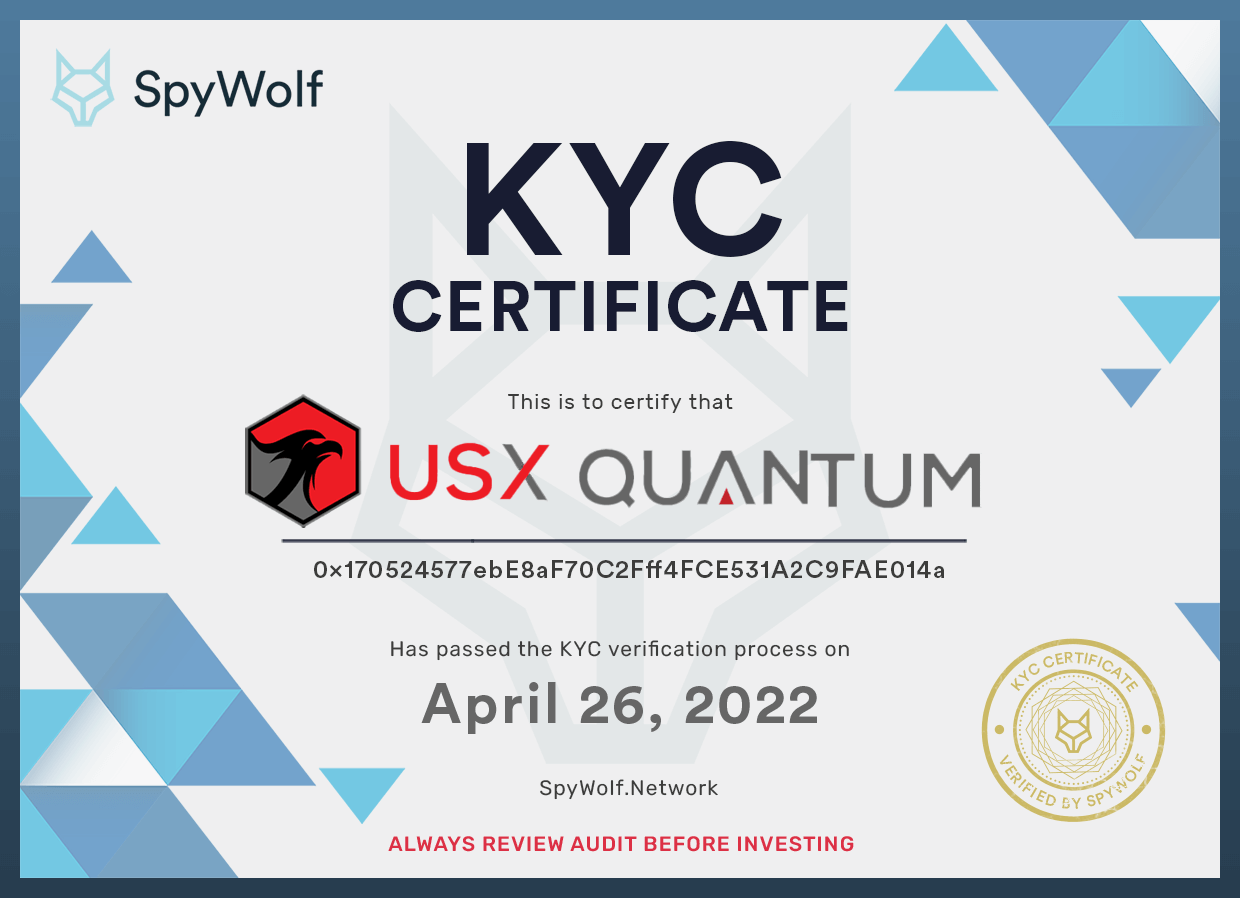 SpyWolf
KYC
CERTIFICATE
This is to certify that
USX QUANTUM
0x170524577ebE8aF70C2Fff4FCE531A2C9FAE014a
Has passed the KYC verification process on
April 26, 2022
KYC CERTIFICATE
VERIFIED BY SPYWOLF
SpyWolf.Network
ALWAYS REVIEW AUDIT BEFORE INVESTING